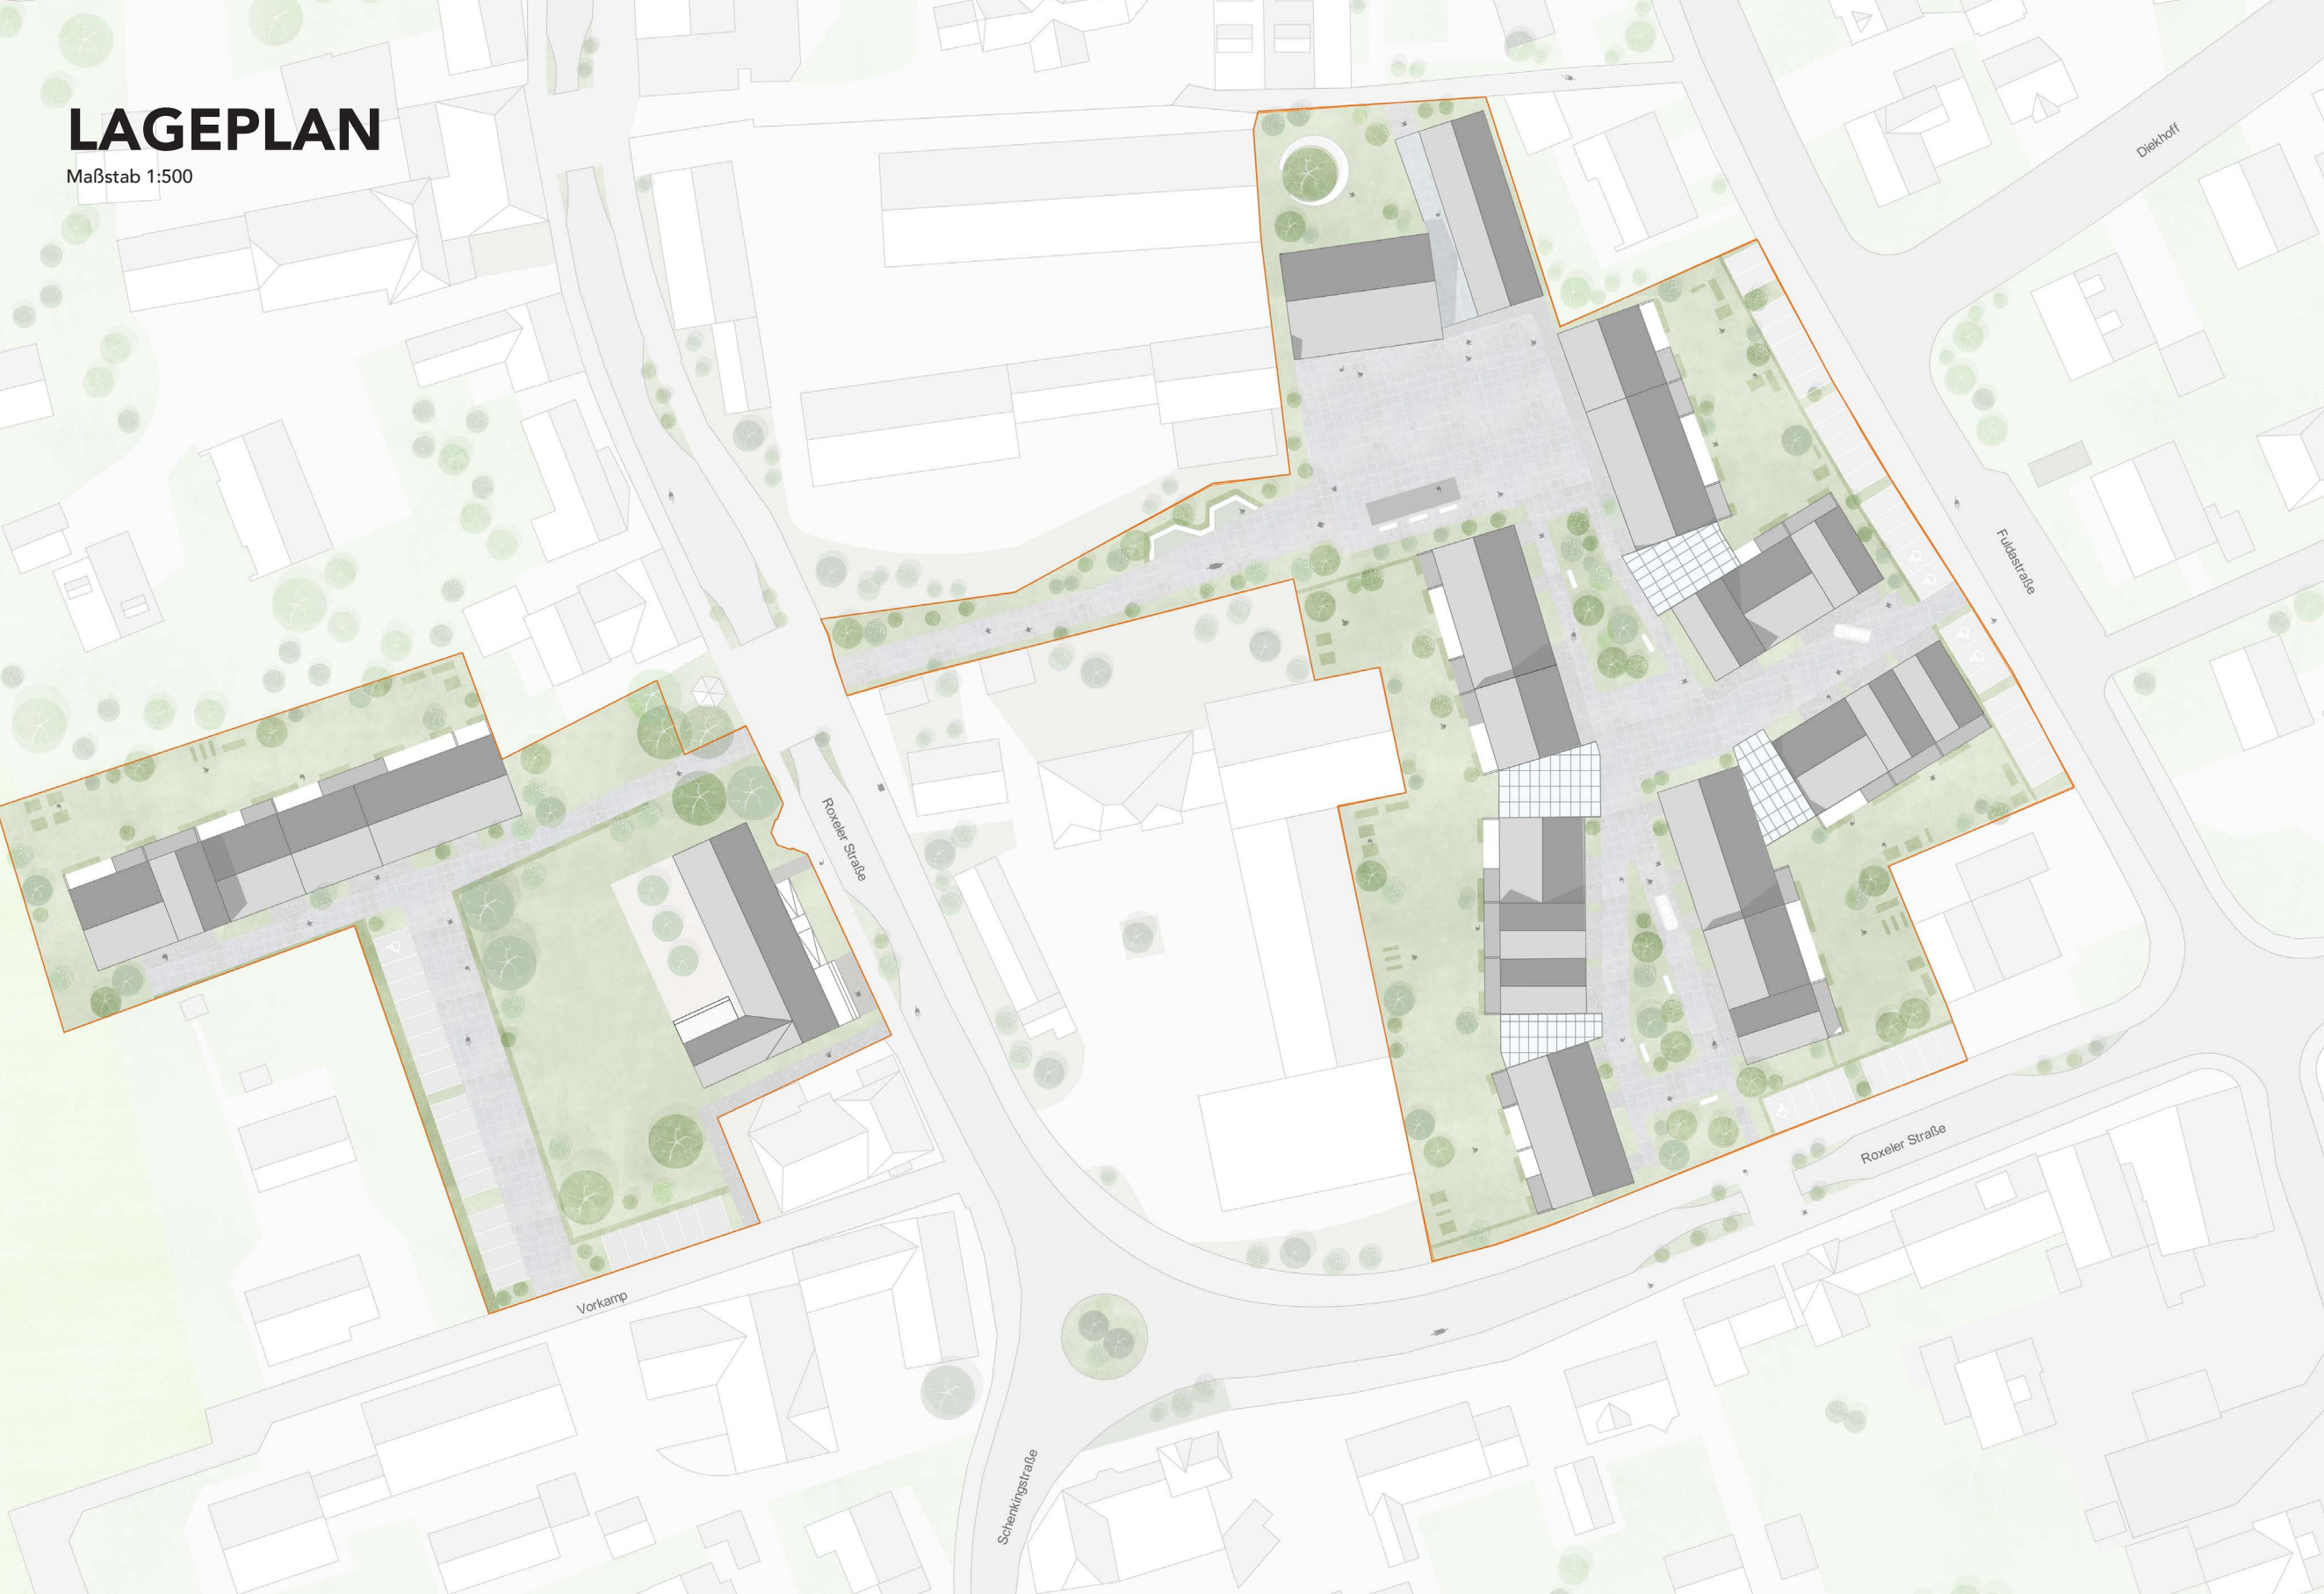 LAGEPLAN
Maßstab 1:500
Diekhoff
Fuldastraße
Roxeler Straße
Roxeler Straße
Vorkamp
Schenkingstraße